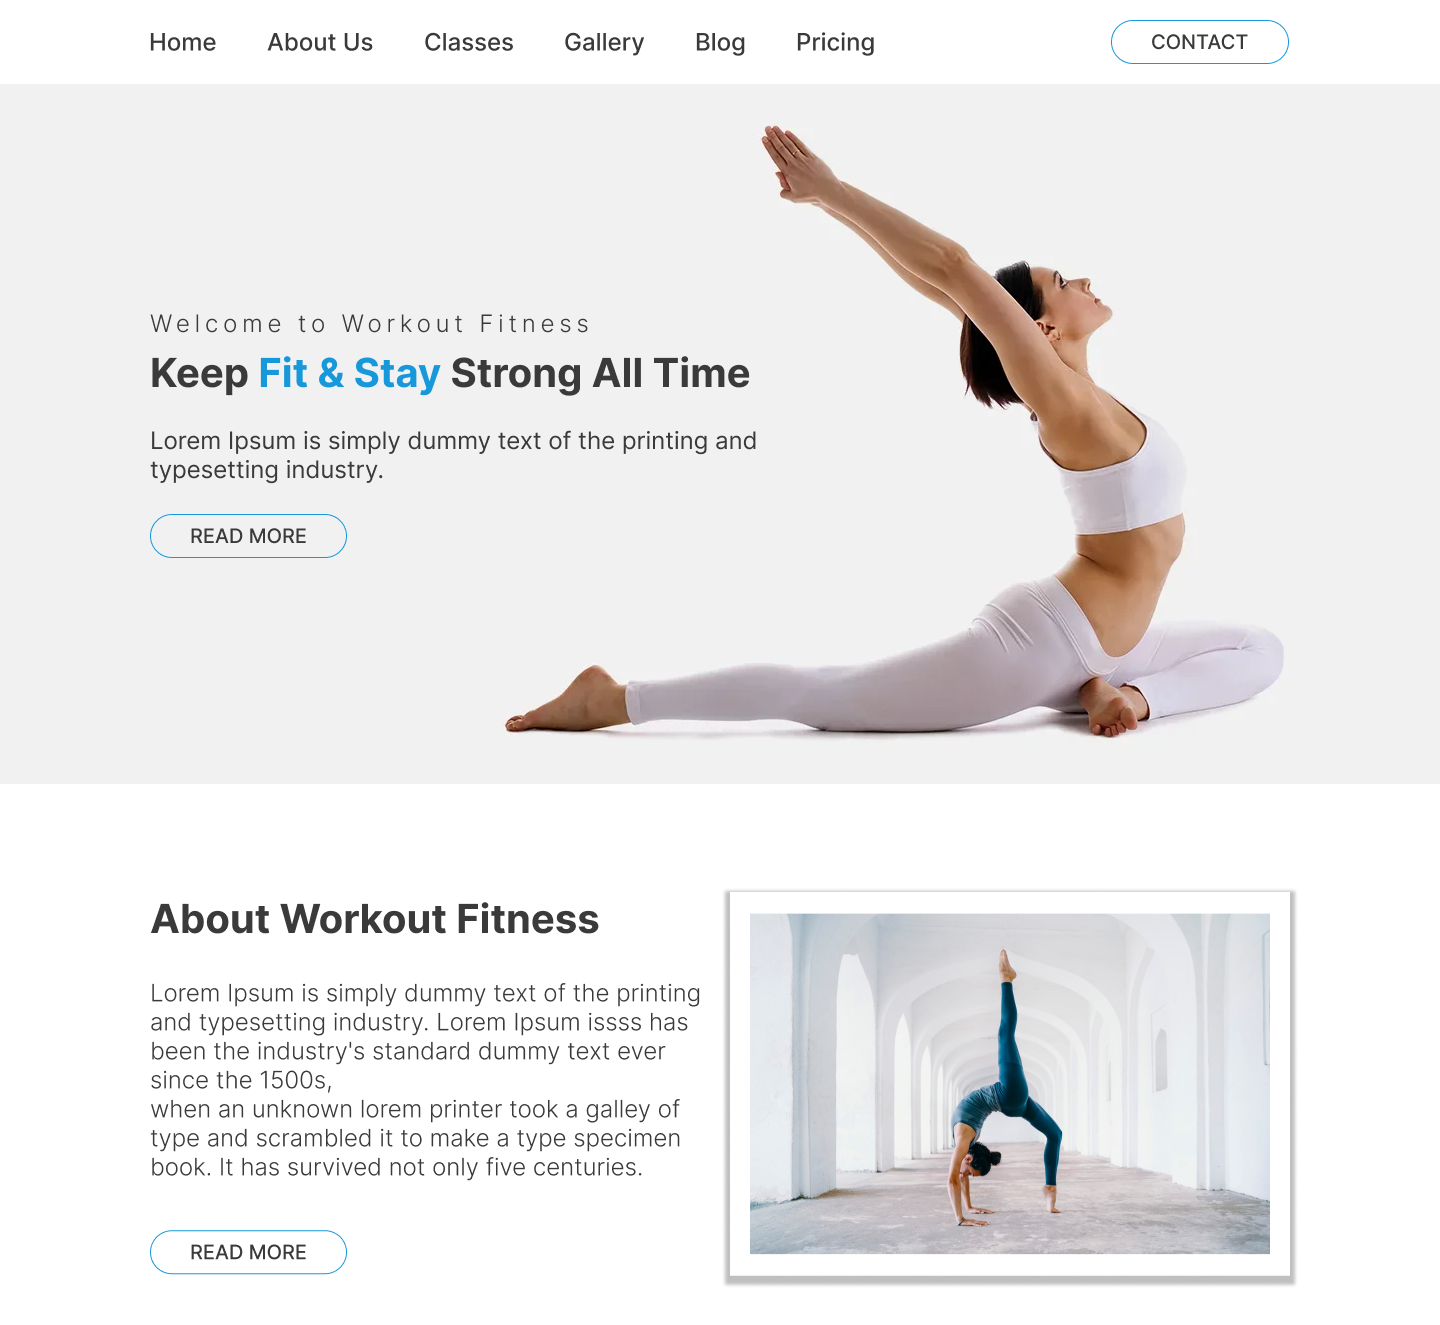 Home About Us Classes Gallery Blog Pricing CONTACT
Welcome to Workout Fitness
Keep Fit & Stay Strong All Time
Lorem Ipsum is simply dummy text of the printing and
typesetting industry.
READ MORE
About Workout Fitness
Lorem Ipsum is simply dummy text of the printing
and typesetting industry. Lorem Ipsum issss has
been the industry's standard dummy text ever
since the 1500s,
when an unknown lorem printer took a galley of
type and scrambled it to make a type specimen
book. It has survived not only five centuries.
READ MORE